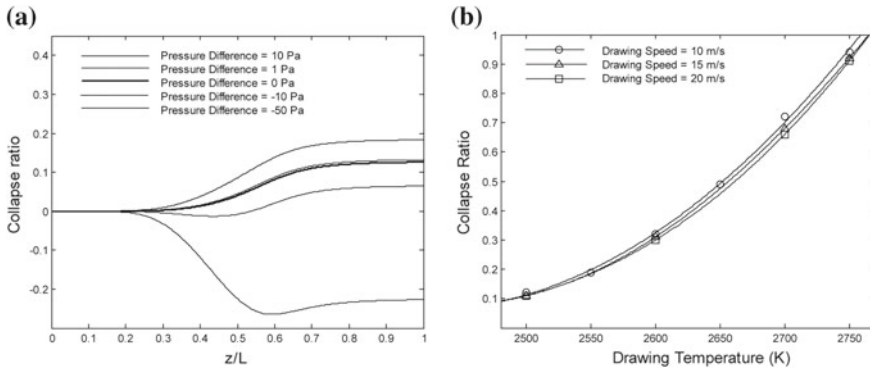 (a)
Pressure Difference = 10 Pa
Pressure Difference = 1 Pa
Pressure Difference = 0 Pa
Pressure Difference = -10 Pa
Pressure Difference = -50 Pa
Collapse ratio
0.4
0.3
0.2
0.1
0
-0.1
-0.2
0 0.1 0.2 0.3 0.4 0.5 0.6 0.7 0.8 0.9 1
z/L
(b)
Drawing Speed = 10 m/s
Drawing Speed = 15 m/s
Drawing Speed = 20 m/s
Collapse Ratio
1
0.9
0.8
0.7
0.6
0.5
0.4
0.3
0.2
0.1
2500 2550 2600 2650 2700 2750
Drawing Temperature (K)